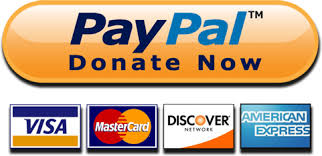 PayPal™
Donate Now
VISA
MasterCard
DISCOVER
NETWORK
AMERICAN
EXPRESS